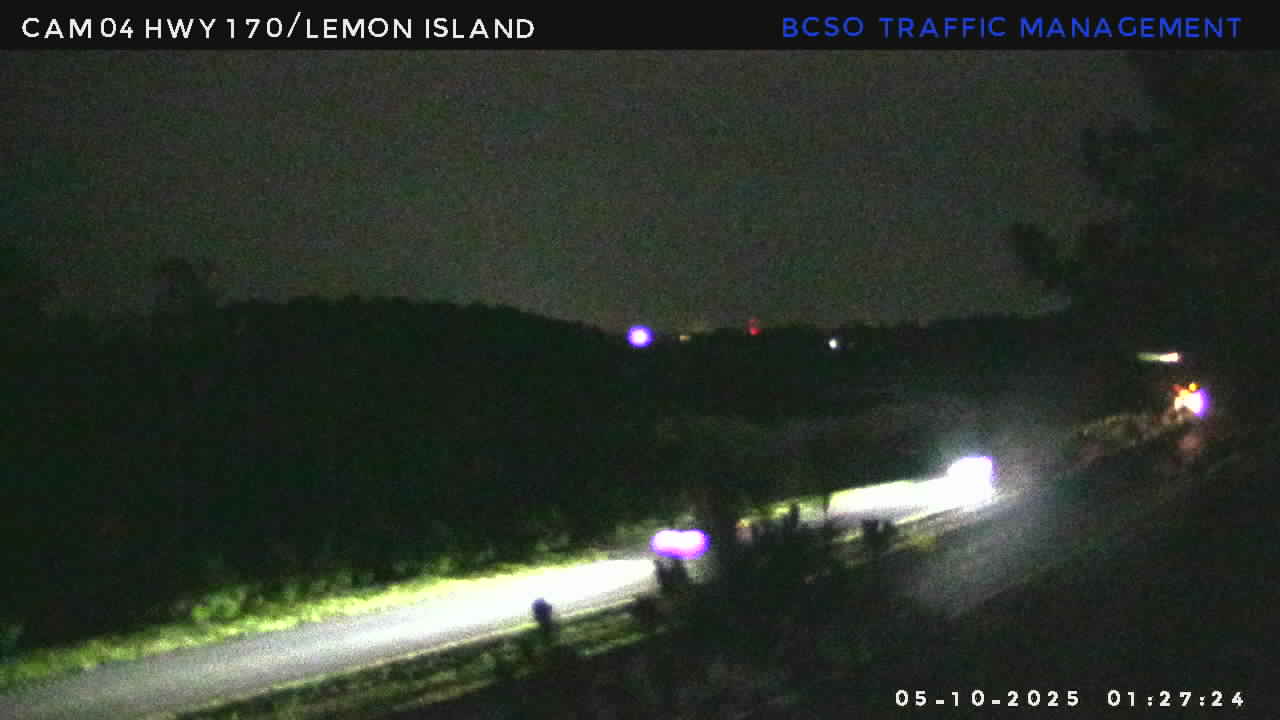 CAM04 HWY 170/LEMON ISLAND
BCSO TRAFFIC MANAGEMENT
05-10-2025 01:27:24